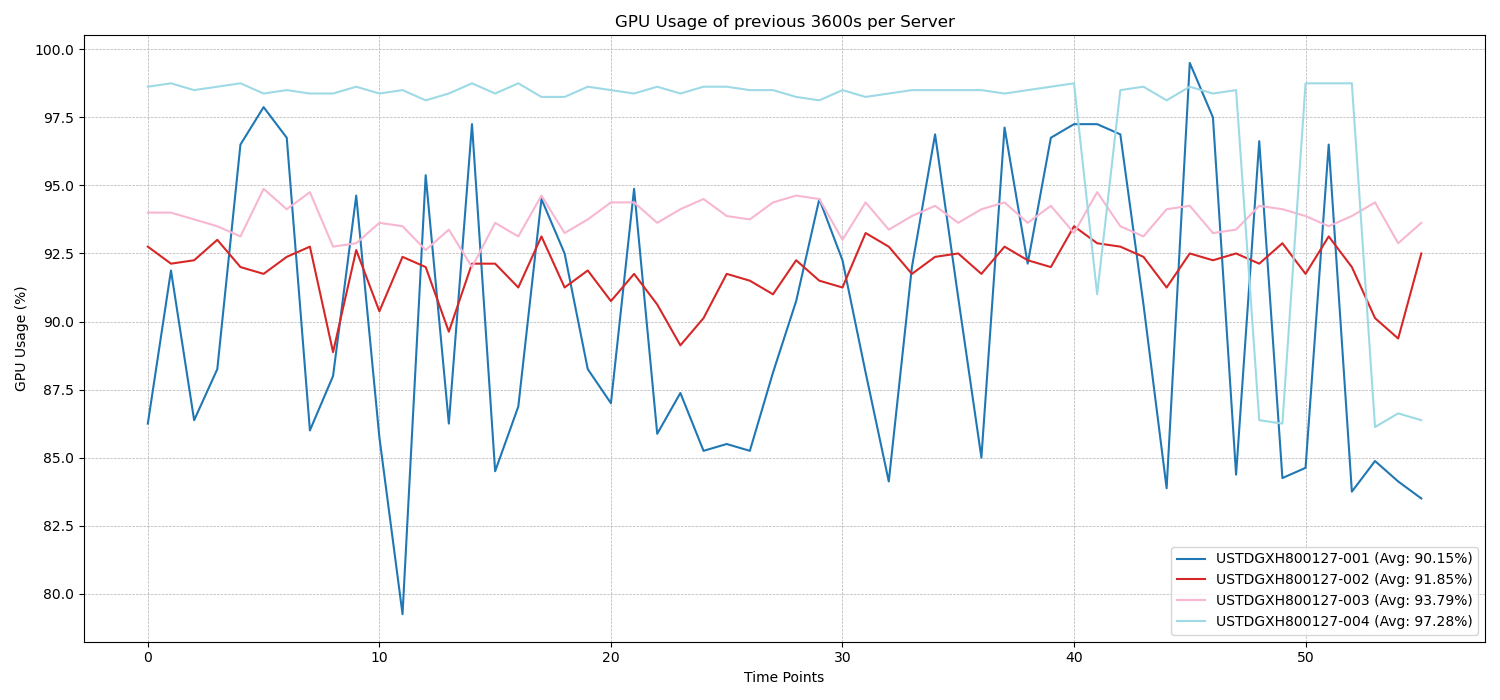 GPU Usage of previous 3600s per Server
GPU Usage (%)
100.0
97.5
95.0
92.5
90.0
87.5
85.0
82.5
80.0
0 10 20 30 40 50
Time Points
USTDGXH800127-001 (Avg: 90.15%)
USTDGXH800127-002 (Avg: 91.85%)
USTDGXH800127-003 (Avg: 93.79%)
USTDGXH800127-004 (Avg: 97.28%)